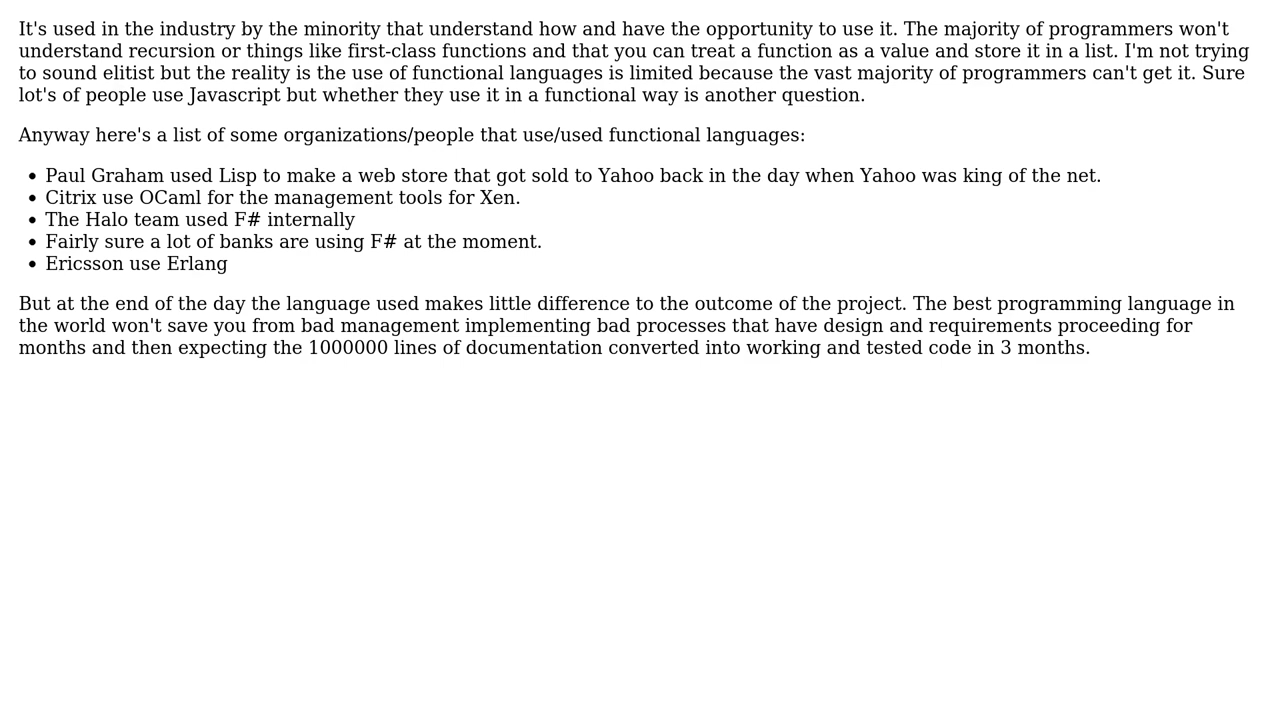 It's used in the industry by the minority that understand how and have the opportunity to use it. The majority of programmers won't
understand recursion or things like first-class functions and that you can treat a function as a value and store it in a list. I'm not trying
to sound elitist but the reality is the use of functional languages is limited because the vast majority of programmers can't get it. Sure
lot's of people use Javascript but whether they use it in a functional way is another question.
Anyway here's a list of some organizations/people that use/used functional languages:
• Paul Graham used Lisp to make a web store that got sold to Yahoo back in the day when Yahoo was king of the net.
• Citrix use OCaml for the management tools for Xen.
• The Halo team used F# internally
• Fairly sure a lot of banks are using F# at the moment.
• Ericsson use Erlang
But at the end of the day the language used makes little difference to the outcome of the project. The best programming language in
the world won't save you from bad management implementing bad processes that have design and requirements proceeding for
months and then expecting the 1000000 lines of documentation converted into working and tested code in 3 months.